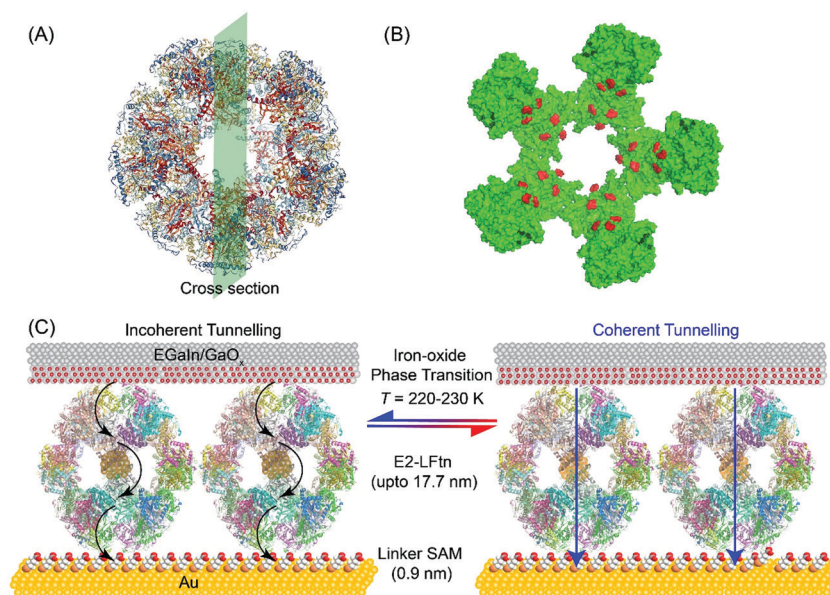 (A)
(B)
Cross section
(C)
Incoherent Tunnelling
Coherent Tunnelling
EGaIn/GaOₓ
Iron-oxide
Phase Transition
T = 220-230 K
E2-LFtn
(upto 17.7 nm)
Linker SAM
(0.9 nm)
Au